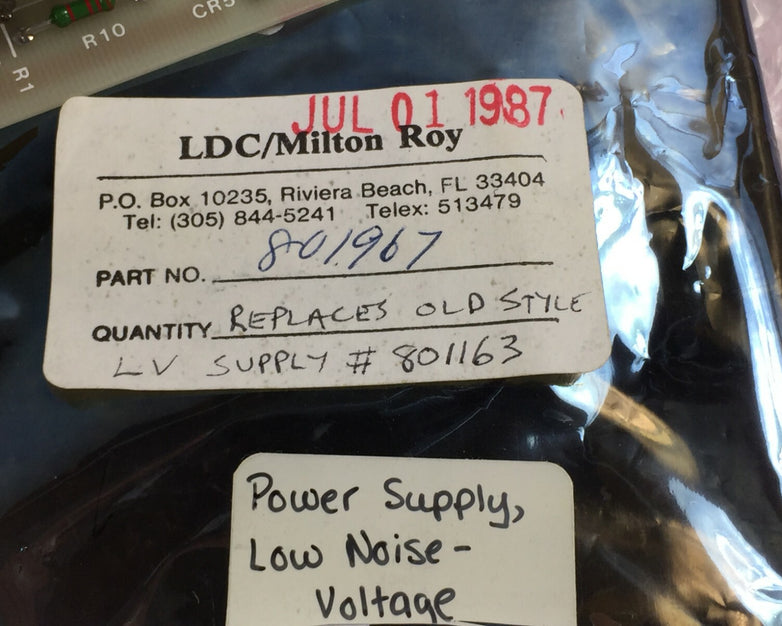 R10
CR5
R1
JUL 01 1987
LDC/Milton Roy
P.O. Box 10235, Riviera Beach, FL 33404
Tel: (305) 844-5241 Telex: 513479
PART NO. 801967
QUANTITY REPLACES OLD STYLE
LV SUPPLY # 801163
Power Supply,
Low Noise-
Voltage